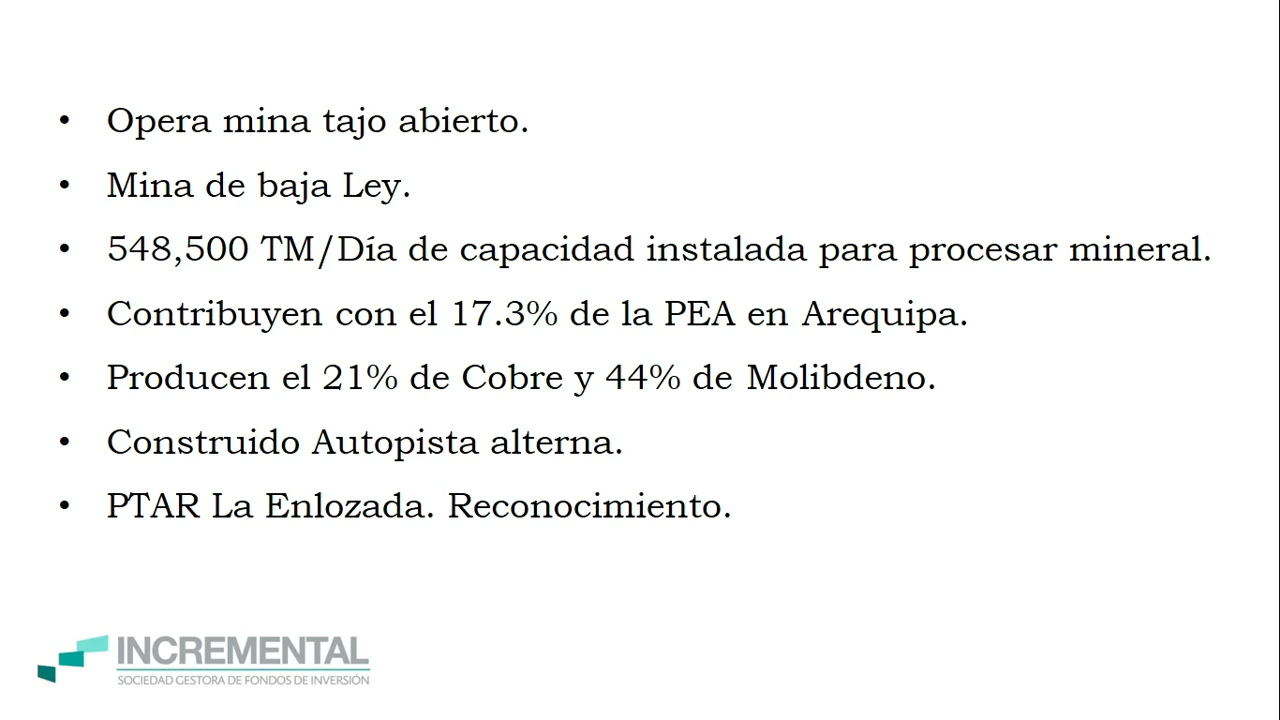 • Opera mina tajo abierto.
• Mina de baja Ley.
• 548,500 TM/Día de capacidad instalada para procesar mineral.
• Contribuyen con el 17.3% de la PEA en Arequipa.
• Producen el 21% de Cobre y 44% de Molibdeno.
• Construido Autopista alterna.
• PTAR La Enlozada. Reconocimiento.
INCREMENTAL
SOCIEDAD GESTORA DE FONDOS DE INVERSIÓN